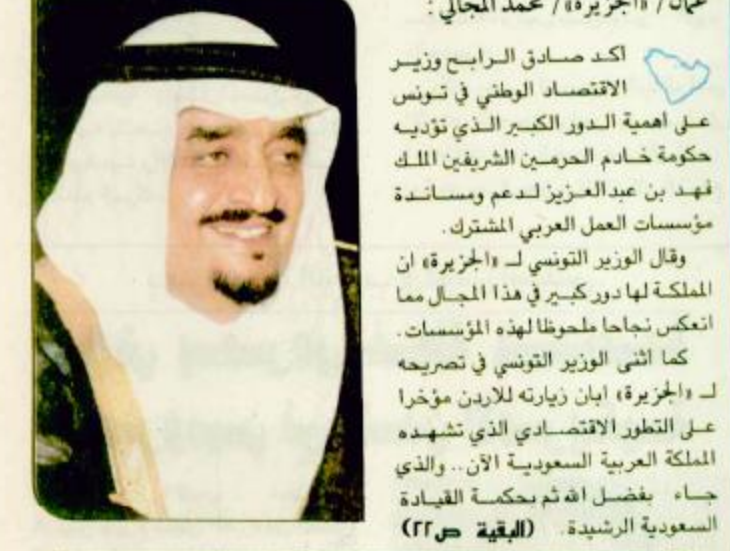 عمان / «الجزيرة» / محمد المجالي :
اكد صادق الرابح وزير
الاقتصاد الوطني في تونس
على اهمية الدور الكبير الذي تؤديه
حكومة خادم الحرمين الشريفين الملك
فهد بن عبدالعزيز لدعم ومساندة
مؤسسات العمل العربي المشترك.
وقال الوزير التونسي لـ «الجزيرة» ان
المملكة لها دور كبير في هذا المجال مما
انعكس نجاحا ملحوظا لهذه المؤسسات.
كما اثنى الوزير التونسي في تصريحه
لـ «الجزيرة» ابان زيارته للاردن مؤخرا
على التطور الاقتصادي الذي تشهده
المملكة العربية السعودية الآن.. والذي
جاء بفضل الله ثم بحكمة القيادة
السعودية الرشيدة. (البقية ص٢٢)